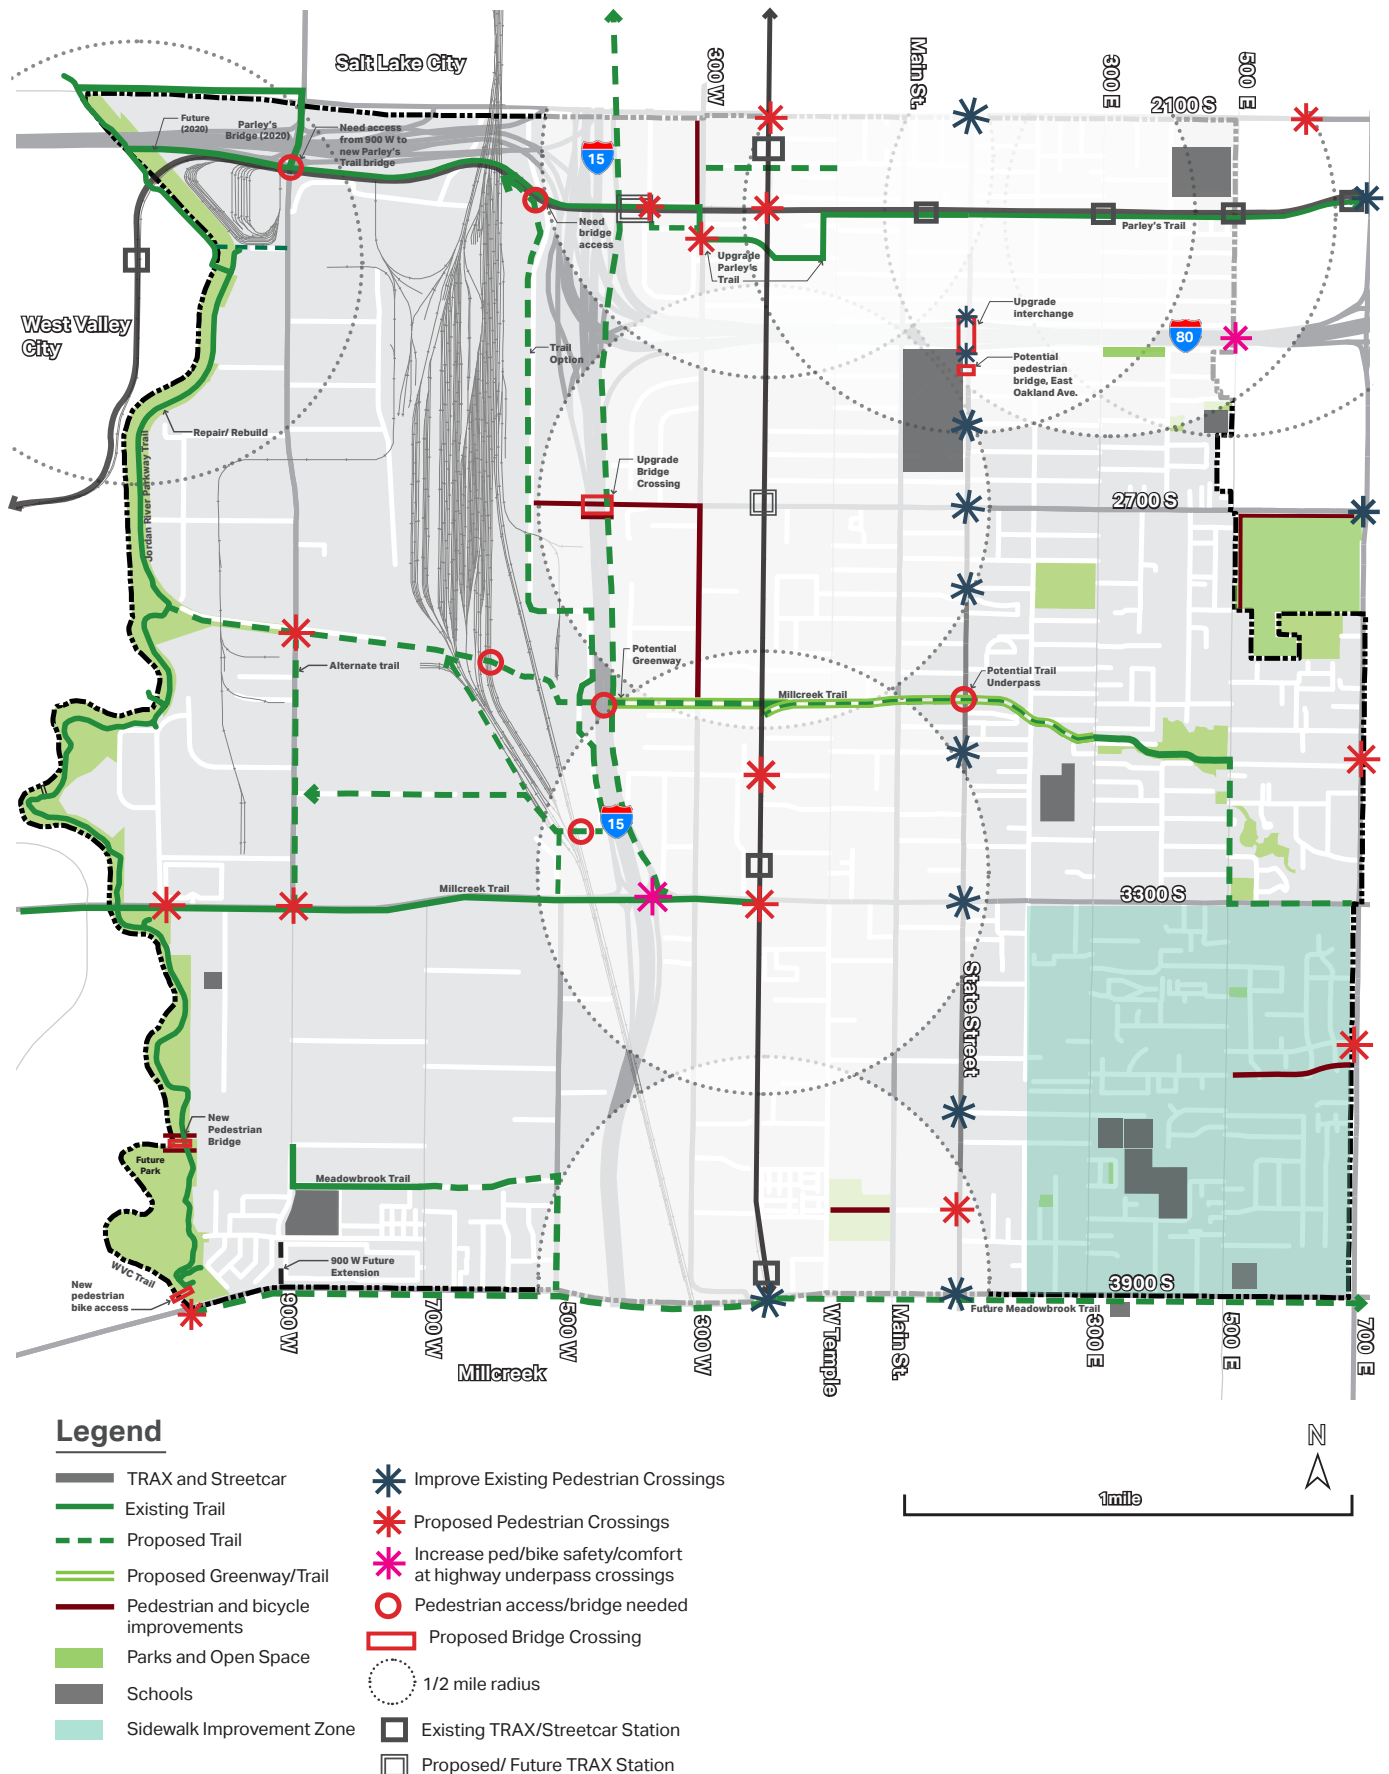 Salt Lake City
300 W
Main St.
300 E
500 E
2100 S
Future
(2020)
Parley's
Bridge (2020)
Need access
from 900 W to
new Parley's
Trail bridge
15
Need
bridge
access
Parley's Trail
Upgrade
Parley's
Trail
West Valley
City
Upgrade
interchange
80
Trail
Option
Potential
pedestrian
bridge, East
Oakland Ave.
Repair/ Rebuild
Jordan River Parkway Trail
Upgrade
Bridge
Crossing
2700 S
Potential
Greenway
Alternate trail
Potential Trail
Underpass
Millcreek Trail
15
Millcreek Trail
3300 S
State Street
New
Pedestrian
Bridge
Future
Park
Meadowbrook Trail
WVC Trail
900 W Future
Extension
New
pedestrian
bike access
3900 S
Future Meadowbrook Trail
900 W
700 W
500 W
300 W
W Temple
Main St.
300 E
500 E
700 E
Millcreek
Legend
TRAX and Streetcar
Existing Trail
Proposed Trail
Proposed Greenway/Trail
Pedestrian and bicycle
improvements
Parks and Open Space
Schools
Sidewalk Improvement Zone
Improve Existing Pedestrian Crossings
Proposed Pedestrian Crossings
Increase ped/bike safety/comfort
at highway underpass crossings
Pedestrian access/bridge needed
Proposed Bridge Crossing
1/2 mile radius
Existing TRAX/Streetcar Station
Proposed/ Future TRAX Station
N
1mile